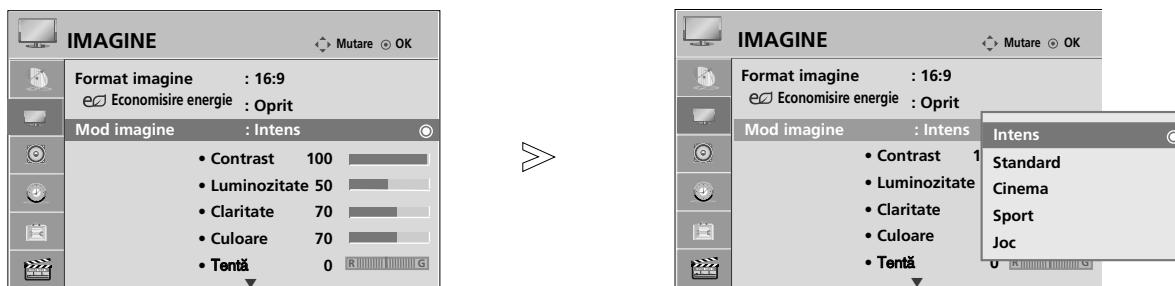 IMAGINE
Mutare OK
Format imagine : 16:9
Economisire energie : Oprit
Mod imagine : Intens
• Contrast 100
• Luminozitate 50
• Claritate 70
• Culoare 70
• Tentă 0 R G
IMAGINE
Mutare OK
Format imagine : 16:9
Economisire energie : Oprit
Mod imagine : Intens
• Contrast 1
• Luminozitate
• Claritate
• Culoare
• Tentă 0 R G
Intens
Standard
Cinema
Sport
Joc